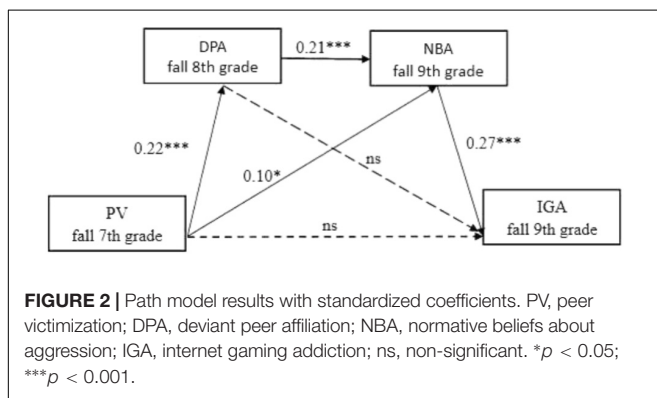 DPA
fall 8th grade
0.21***
NBA
fall 9th grade
0.22***
0.10*
ns
0.27***
PV
fall 7th grade
ns
IGA
fall 9th grade
FIGURE 2 | Path model results with standardized coefficients. PV, peer
victimization; DPA, deviant peer affiliation; NBA, normative beliefs about
aggression; IGA, internet gaming addiction; ns, non-significant. *p < 0.05;
***p < 0.001.